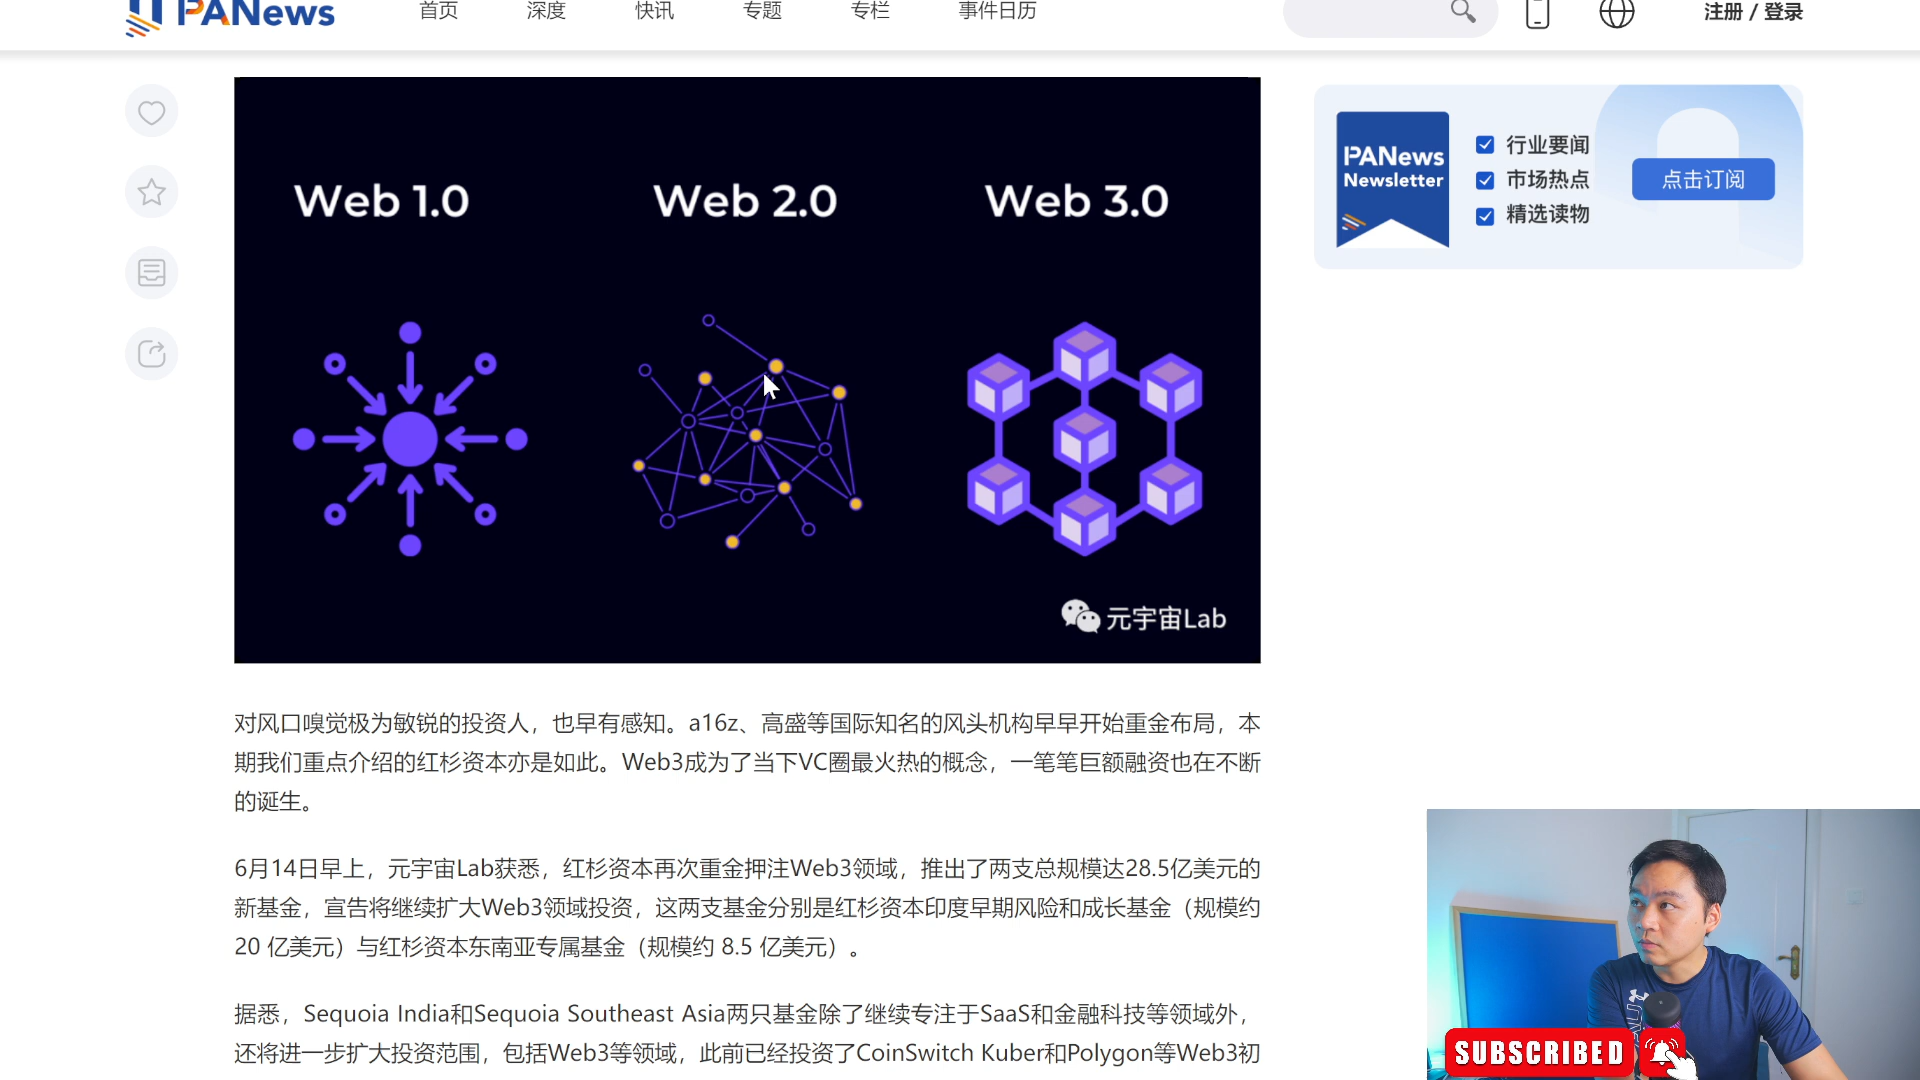 PANews
首页 深度 快讯 专题 专栏 事件日历
注册 / 登录
Web 1.0 Web 2.0 Web 3.0
元宇宙Lab
PANews
Newsletter
行业要闻
市场热点
精选读物
点击订阅
对风口嗅觉极为敏锐的投资人，也早有感知。a16z、高盛等国际知名的风头机构早早开始重金布局，本
期我们重点介绍的红杉资本亦是如此。Web3成为了当下VC圈最火热的概念，一笔笔巨额融资也在不断
的诞生。
6月14日早上，元宇宙Lab获悉，红杉资本再次重金押注Web3领域，推出了两支总规模达28.5亿美元的
新基金，宣告将继续扩大Web3领域投资，这两支基金分别是红杉资本印度早期风险和成长基金（规模约
20 亿美元）与红杉资本东南亚专属基金（规模约 8.5 亿美元）。
据悉，Sequoia India和Sequoia Southeast Asia两只基金除了继续专注于SaaS和金融科技等领域外，
还将进一步扩大投资范围，包括Web3等领域，此前已经投资了CoinSwitch Kuber和Polygon等Web3初
SUBSCRIBED